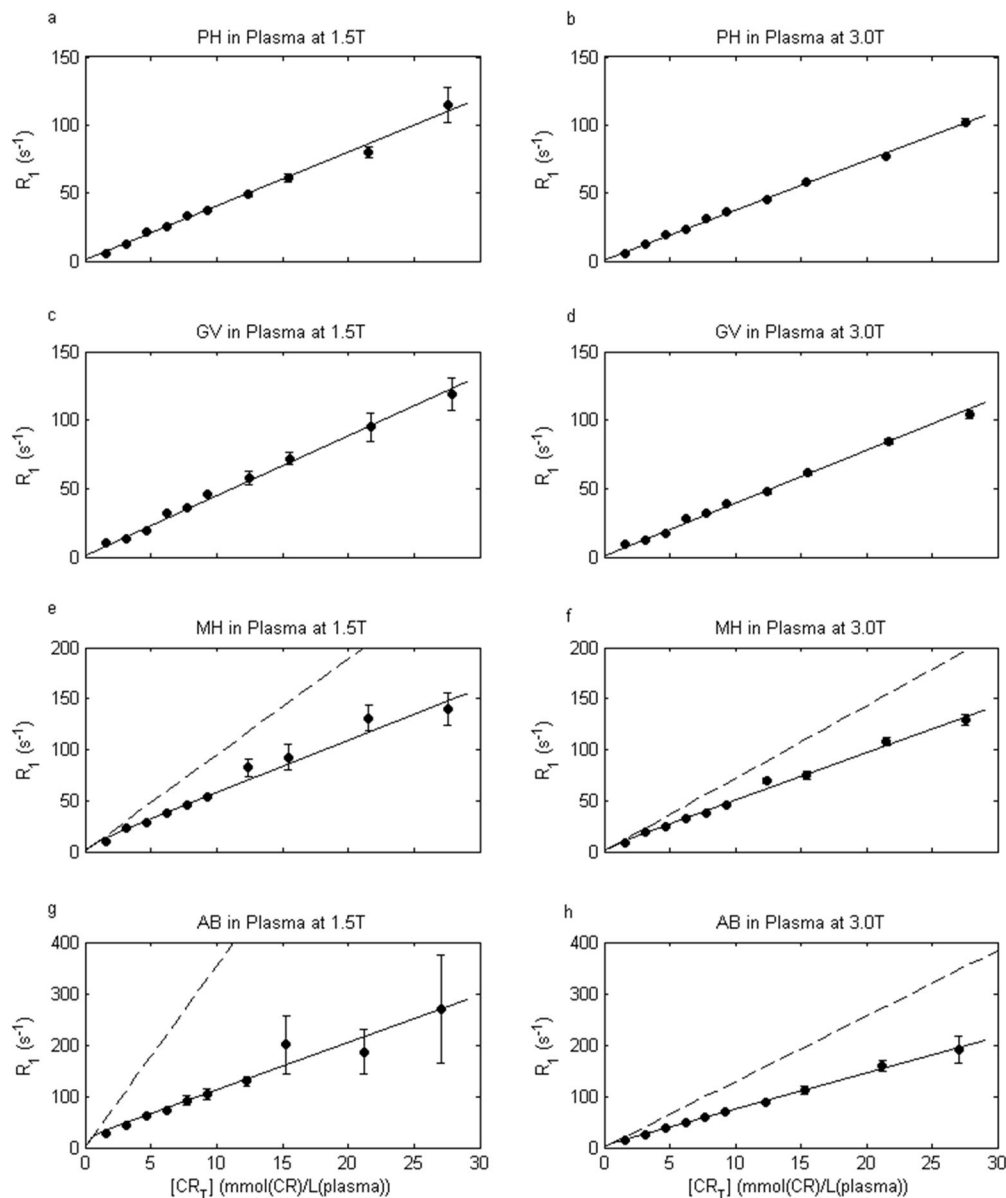 a
PH in Plasma at 1.5T
150
100
50
0
R1 (s-1)
b
PH in Plasma at 3.0T
150
100
50
0
R1 (s-1)
c
GV in Plasma at 1.5T
150
100
50
0
R1 (s-1)
d
GV in Plasma at 3.0T
150
100
50
0
R1 (s-1)
e
MH in Plasma at 1.5T
200
150
100
50
0
R1 (s-1)
f
MH in Plasma at 3.0T
200
150
100
50
0
R1 (s-1)
g
AB in Plasma at 1.5T
400
300
200
100
0
R1 (s-1)
0 5 10 15 20 25 30
[CRT] (mmol(CR)/L(plasma))
h
AB in Plasma at 3.0T
400
300
200
100
0
R1 (s-1)
0 5 10 15 20 25 30
[CRT] (mmol(CR)/L(plasma))